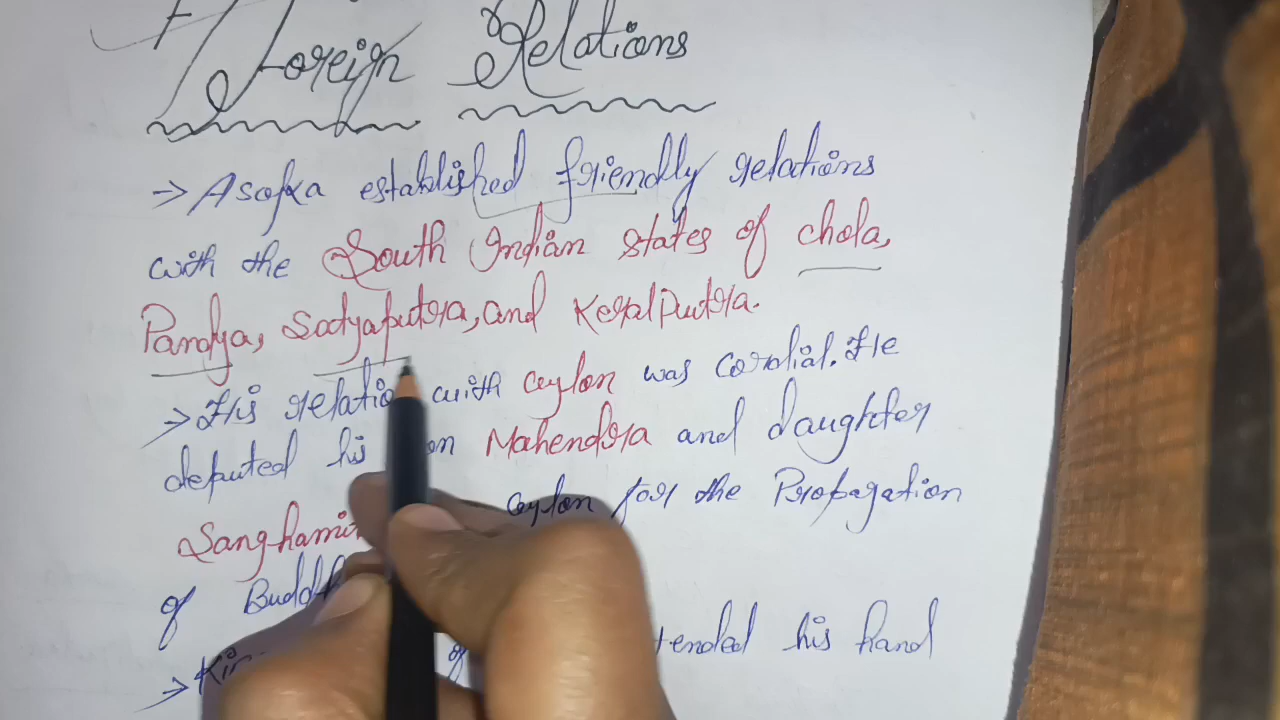 Foreign Relations
→ Asoka established friendly relations
with the South Indian states of chola,
Pandya, Satyaputra, and KeralPutra.
→ His relation with Ceylon was cordial. He
deputed his Mahendra and daughter
Ceylon for the Propagation
of
→ his hand